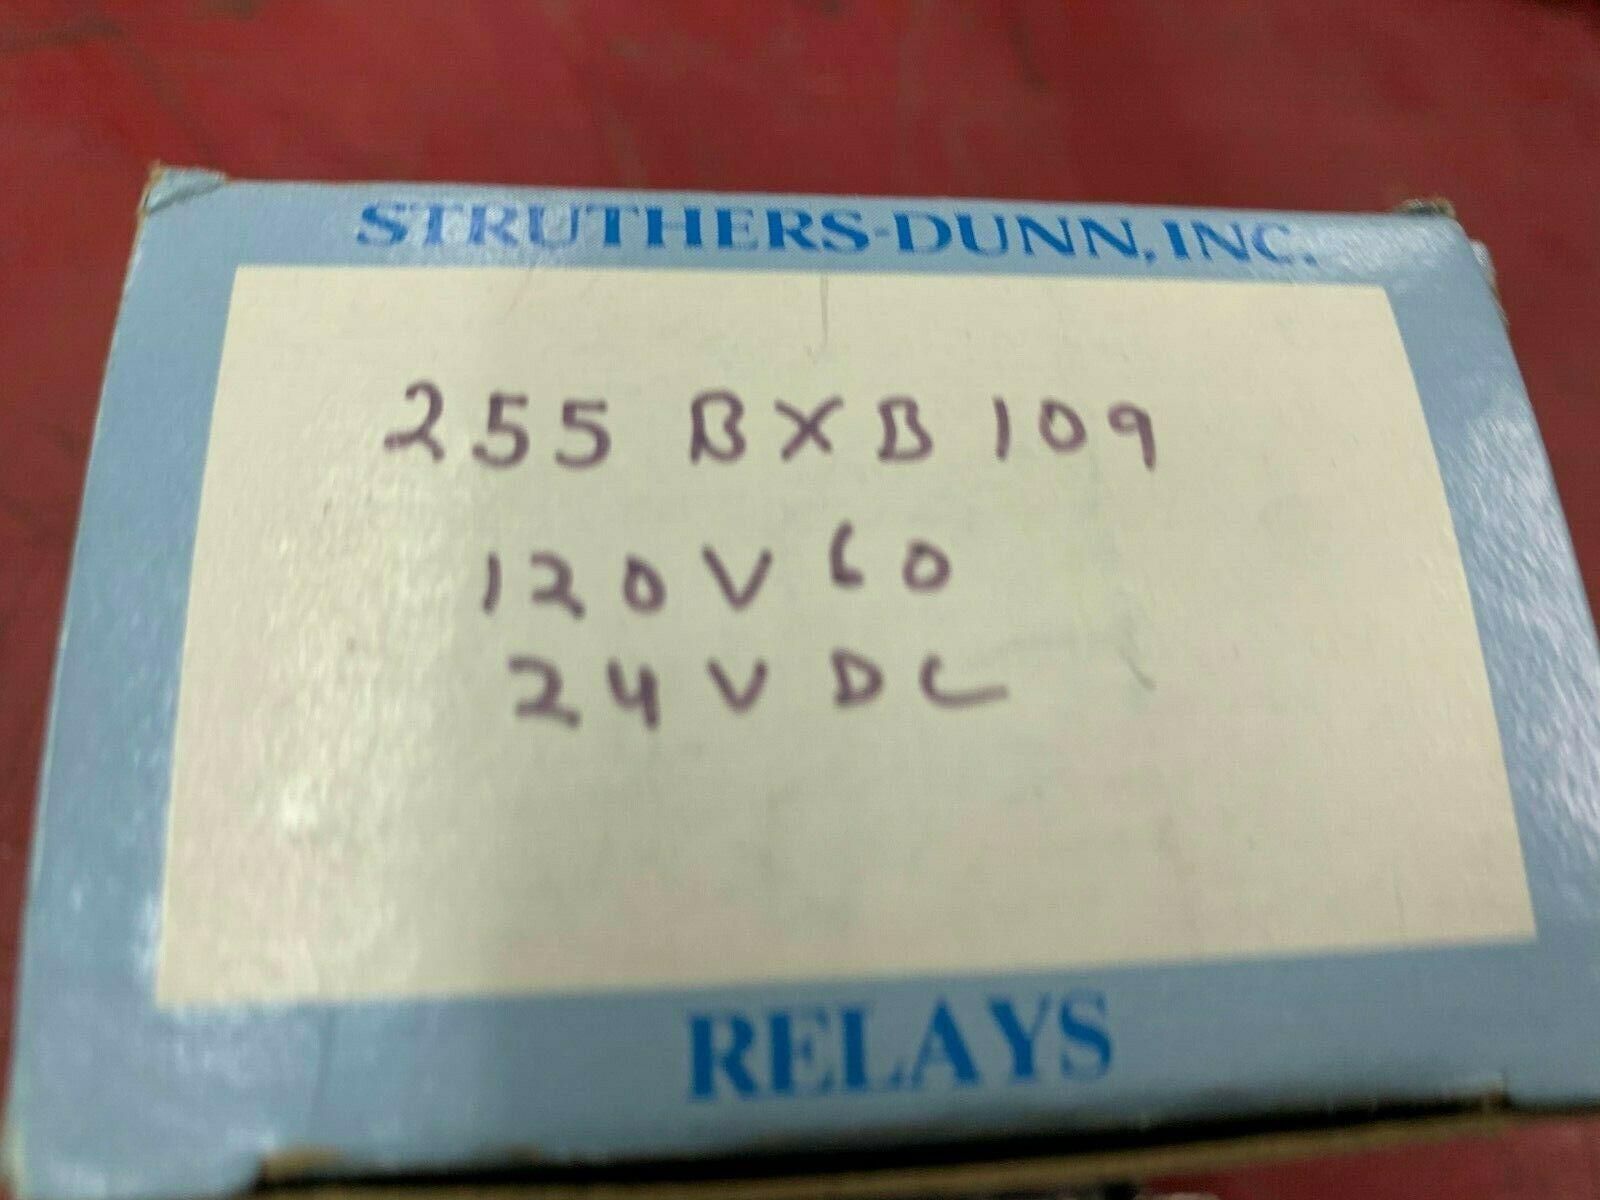 STRUTHERS-DUNN, INC.
255 BXB 109
120V 60
24V DC
RELAYS